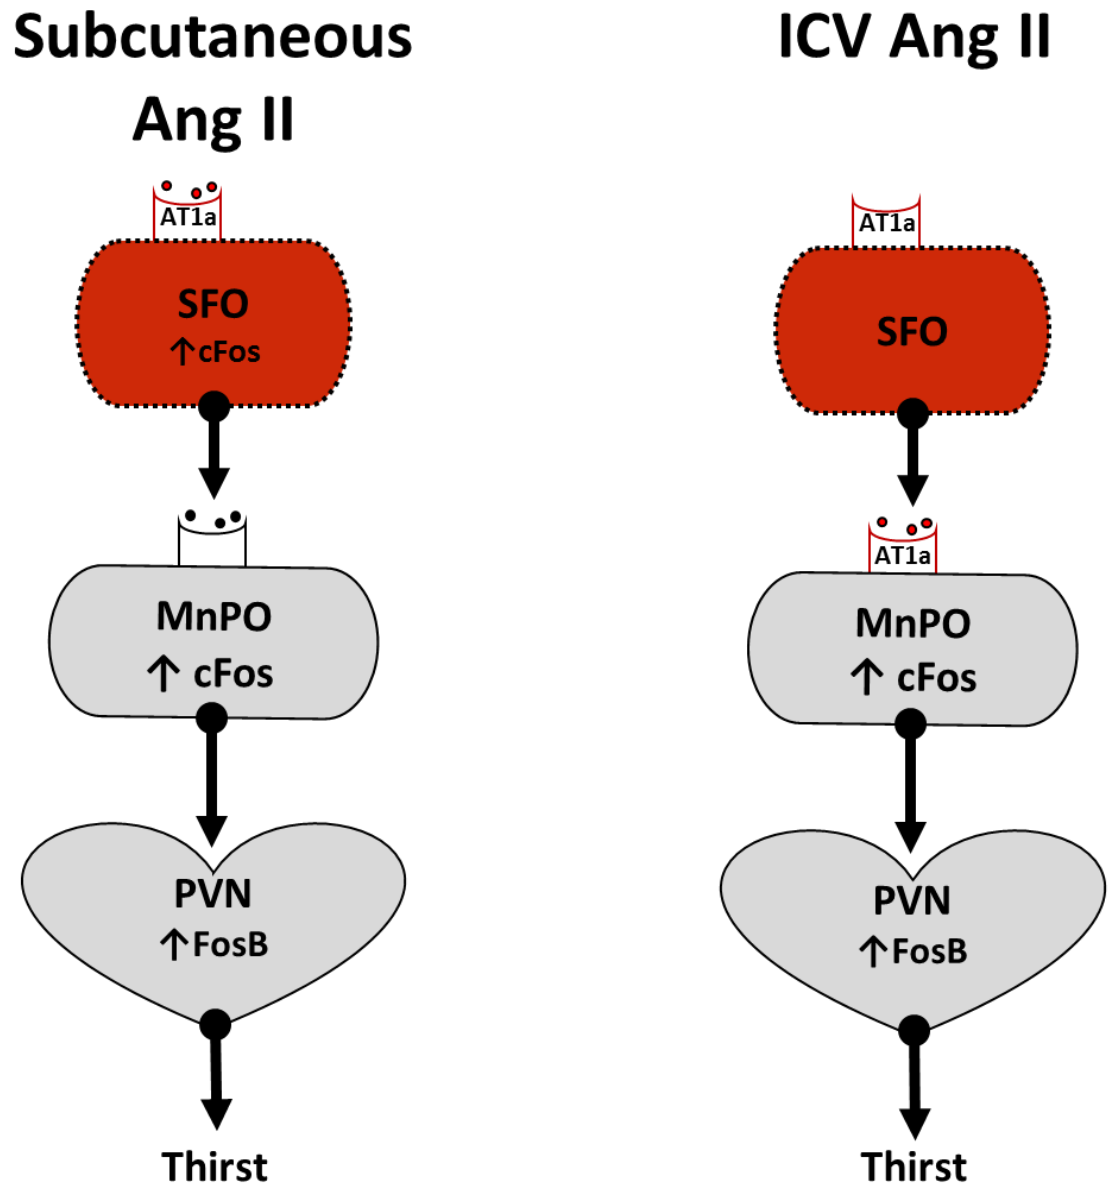 Subcutaneous
Ang II
AT1a
SFO
↑cFos
MnPO
↑ cFos
PVN
↑FosB
Thirst
ICV Ang II
AT1a
SFO
AT1a
MnPO
↑ cFos
PVN
↑FosB
Thirst